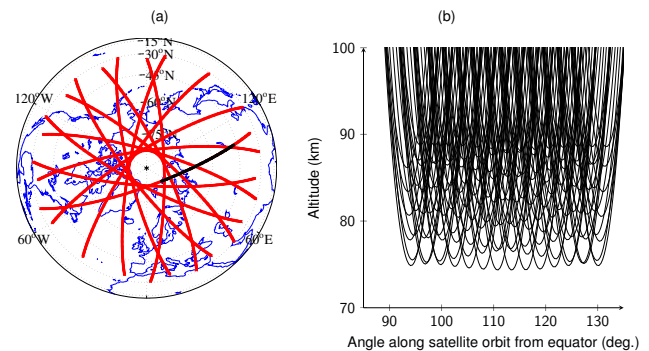 (a)
(b)
15°N
30°N
45°N
60°N
120°W
120°E
60°W
60°E
100
90
80
70
90
100
110
120
130
Altitude (km)
Angle along satellite orbit from equator (deg.)